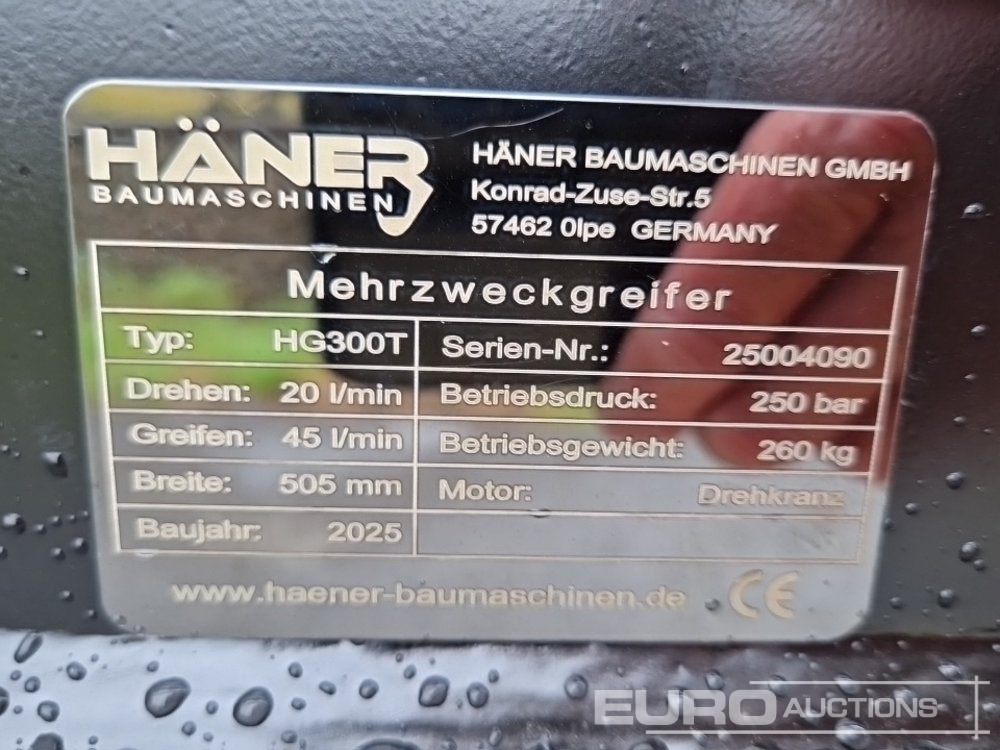 HÄNER
BAUMASCHINEN
HÄNER BAUMASCHINEN GMBH
Konrad-Zuse-Str.5
57462 Olpe GERMANY
Mehrzweckgreifer
Typ: HG300T
Serien-Nr.: 25004090
Drehen: 20 l/min
Betriebsdruck: 250 bar
Greifen: 45 l/min
Betriebsgewicht: 260 kg
Breite: 505 mm
Motor: Drehkranz
Baujahr: 2025
www.haener-baumaschinen.de CE
EURO AUCTIONS